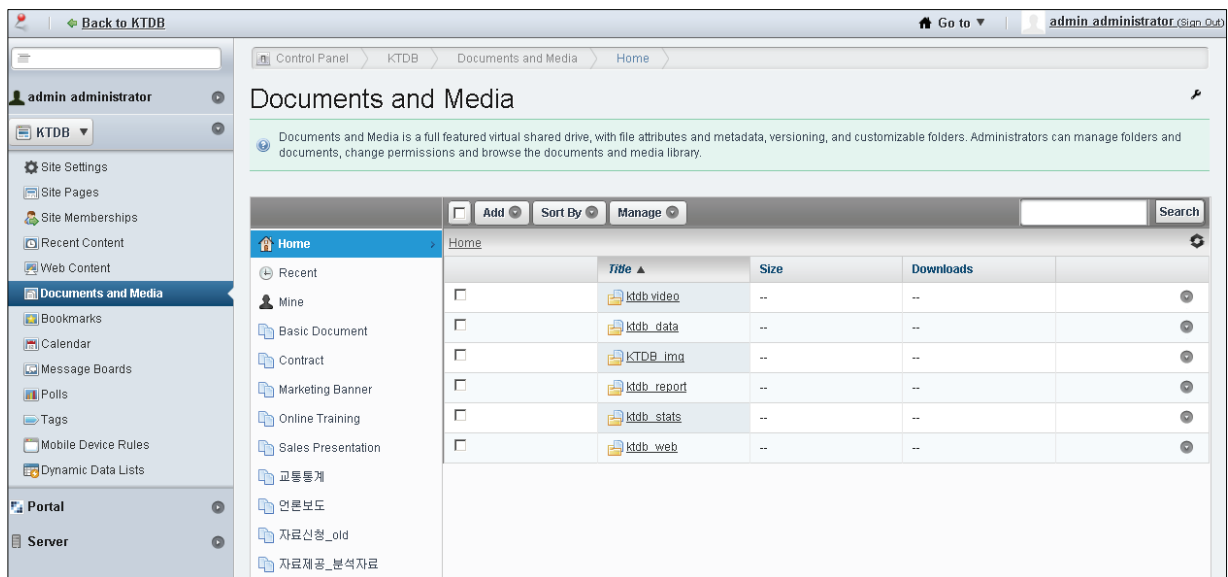 Back to KTDB
Go to ▼
admin administrator (Sign Out)
Control Panel
KTDB
Documents and Media
Home
admin administrator
KTDB ▼
Site Settings
Site Pages
Site Memberships
Recent Content
Web Content
Documents and Media
Bookmarks
Calendar
Message Boards
Polls
Tags
Mobile Device Rules
Dynamic Data Lists
Portal
Server
Documents and Media
Documents and Media is a full featured virtual shared drive, with file attributes and metadata, versioning, and customizable folders. Administrators can manage folders and
documents, change permissions and browse the documents and media library.
Add
Sort By
Manage
Search
Home
Recent
Mine
Basic Document
Contract
Marketing Banner
Online Training
Sales Presentation
교통통계
언론보도
자료신청_old
자료제공_분석자료
Home
Title ▲ Size Downloads
ktdb video -- --
ktdb_data -- --
KTDB_img -- --
ktdb_report -- --
ktdb_stats -- --
ktdb_web -- --